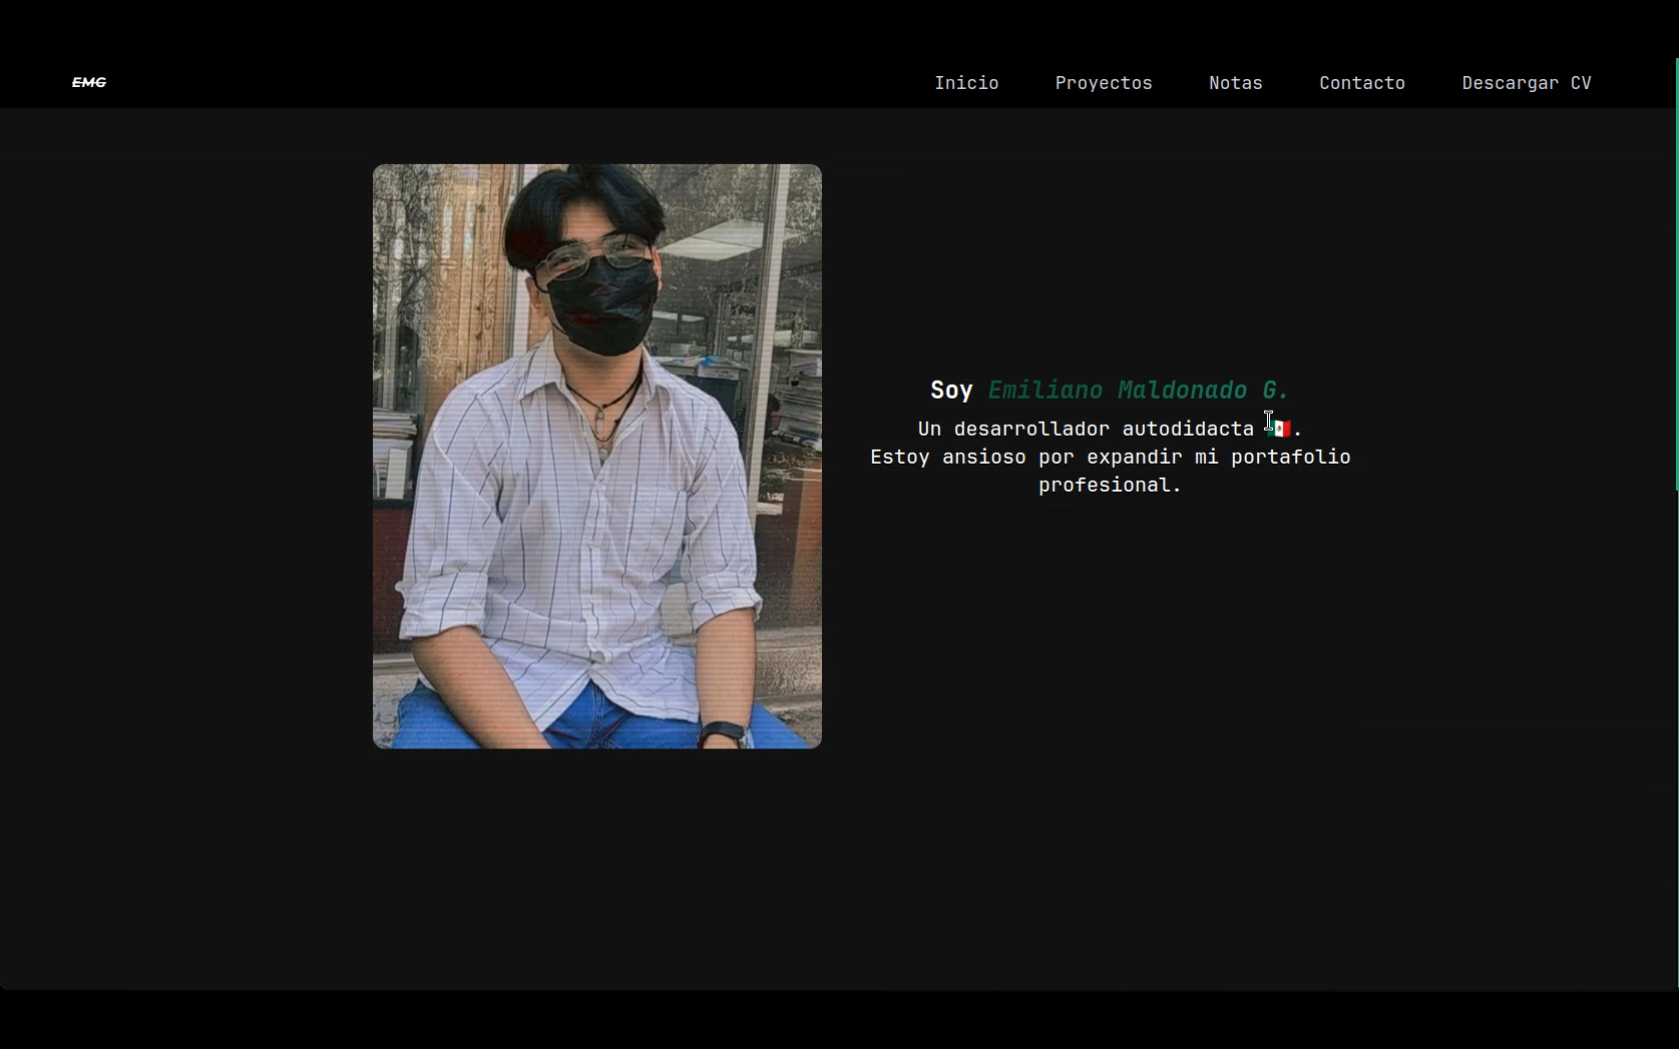 EMG
Inicio Proyectos Notas Contacto Descargar CV
Soy Emiliano Maldonado G.
Un desarrollador autodidacta 🇲🇽.
Estoy ansioso por expandir mi portafolio
profesional.